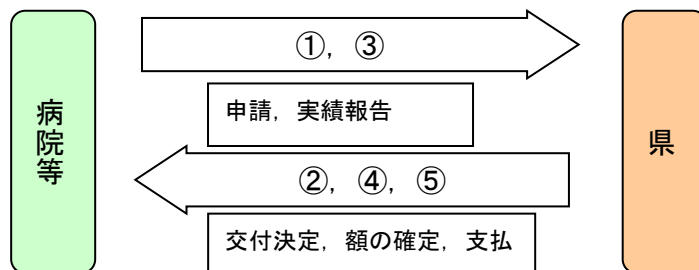 病院等
①，③
申請，実績報告
②，④，⑤
交付決定，額の確定，支払
県